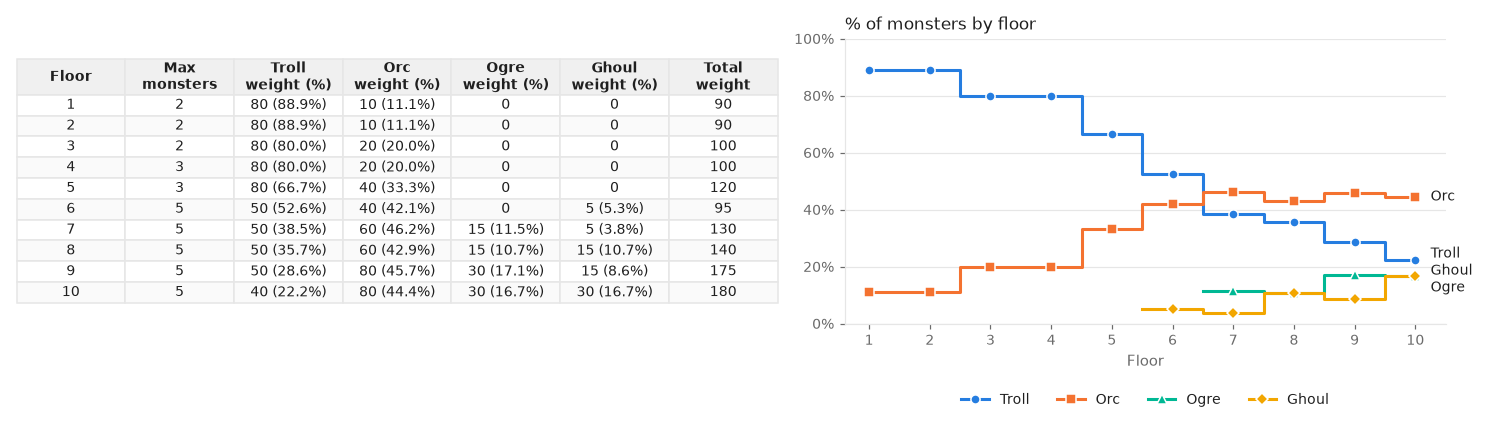 Floor Max monsters Troll weight (%) Orc weight (%) Ogre weight (%) Ghoul weight (%) Total weight
1 2 80 (88.9%) 10 (11.1%) 0 0 90
2 2 80 (88.9%) 10 (11.1%) 0 0 90
3 2 80 (80.0%) 20 (20.0%) 0 0 100
4 3 80 (80.0%) 20 (20.0%) 0 0 100
5 3 80 (66.7%) 40 (33.3%) 0 0 120
6 5 50 (52.6%) 40 (42.1%) 0 5 (5.3%) 95
7 5 50 (38.5%) 60 (46.2%) 15 (11.5%) 5 (3.8%) 130
8 5 50 (35.7%) 60 (42.9%) 15 (10.7%) 15 (10.7%) 140
9 5 50 (28.6%) 80 (45.7%) 30 (17.1%) 15 (8.6%) 175
10 5 40 (22.2%) 80 (44.4%) 30 (16.7%) 30 (16.7%) 180
% of monsters by floor
100%
80%
60%
40%
20%
0%
Orc
Troll
Ghoul
Ogre
1 2 3 4 5 6 7 8 9 10
Floor
Troll Orc Ogre Ghoul